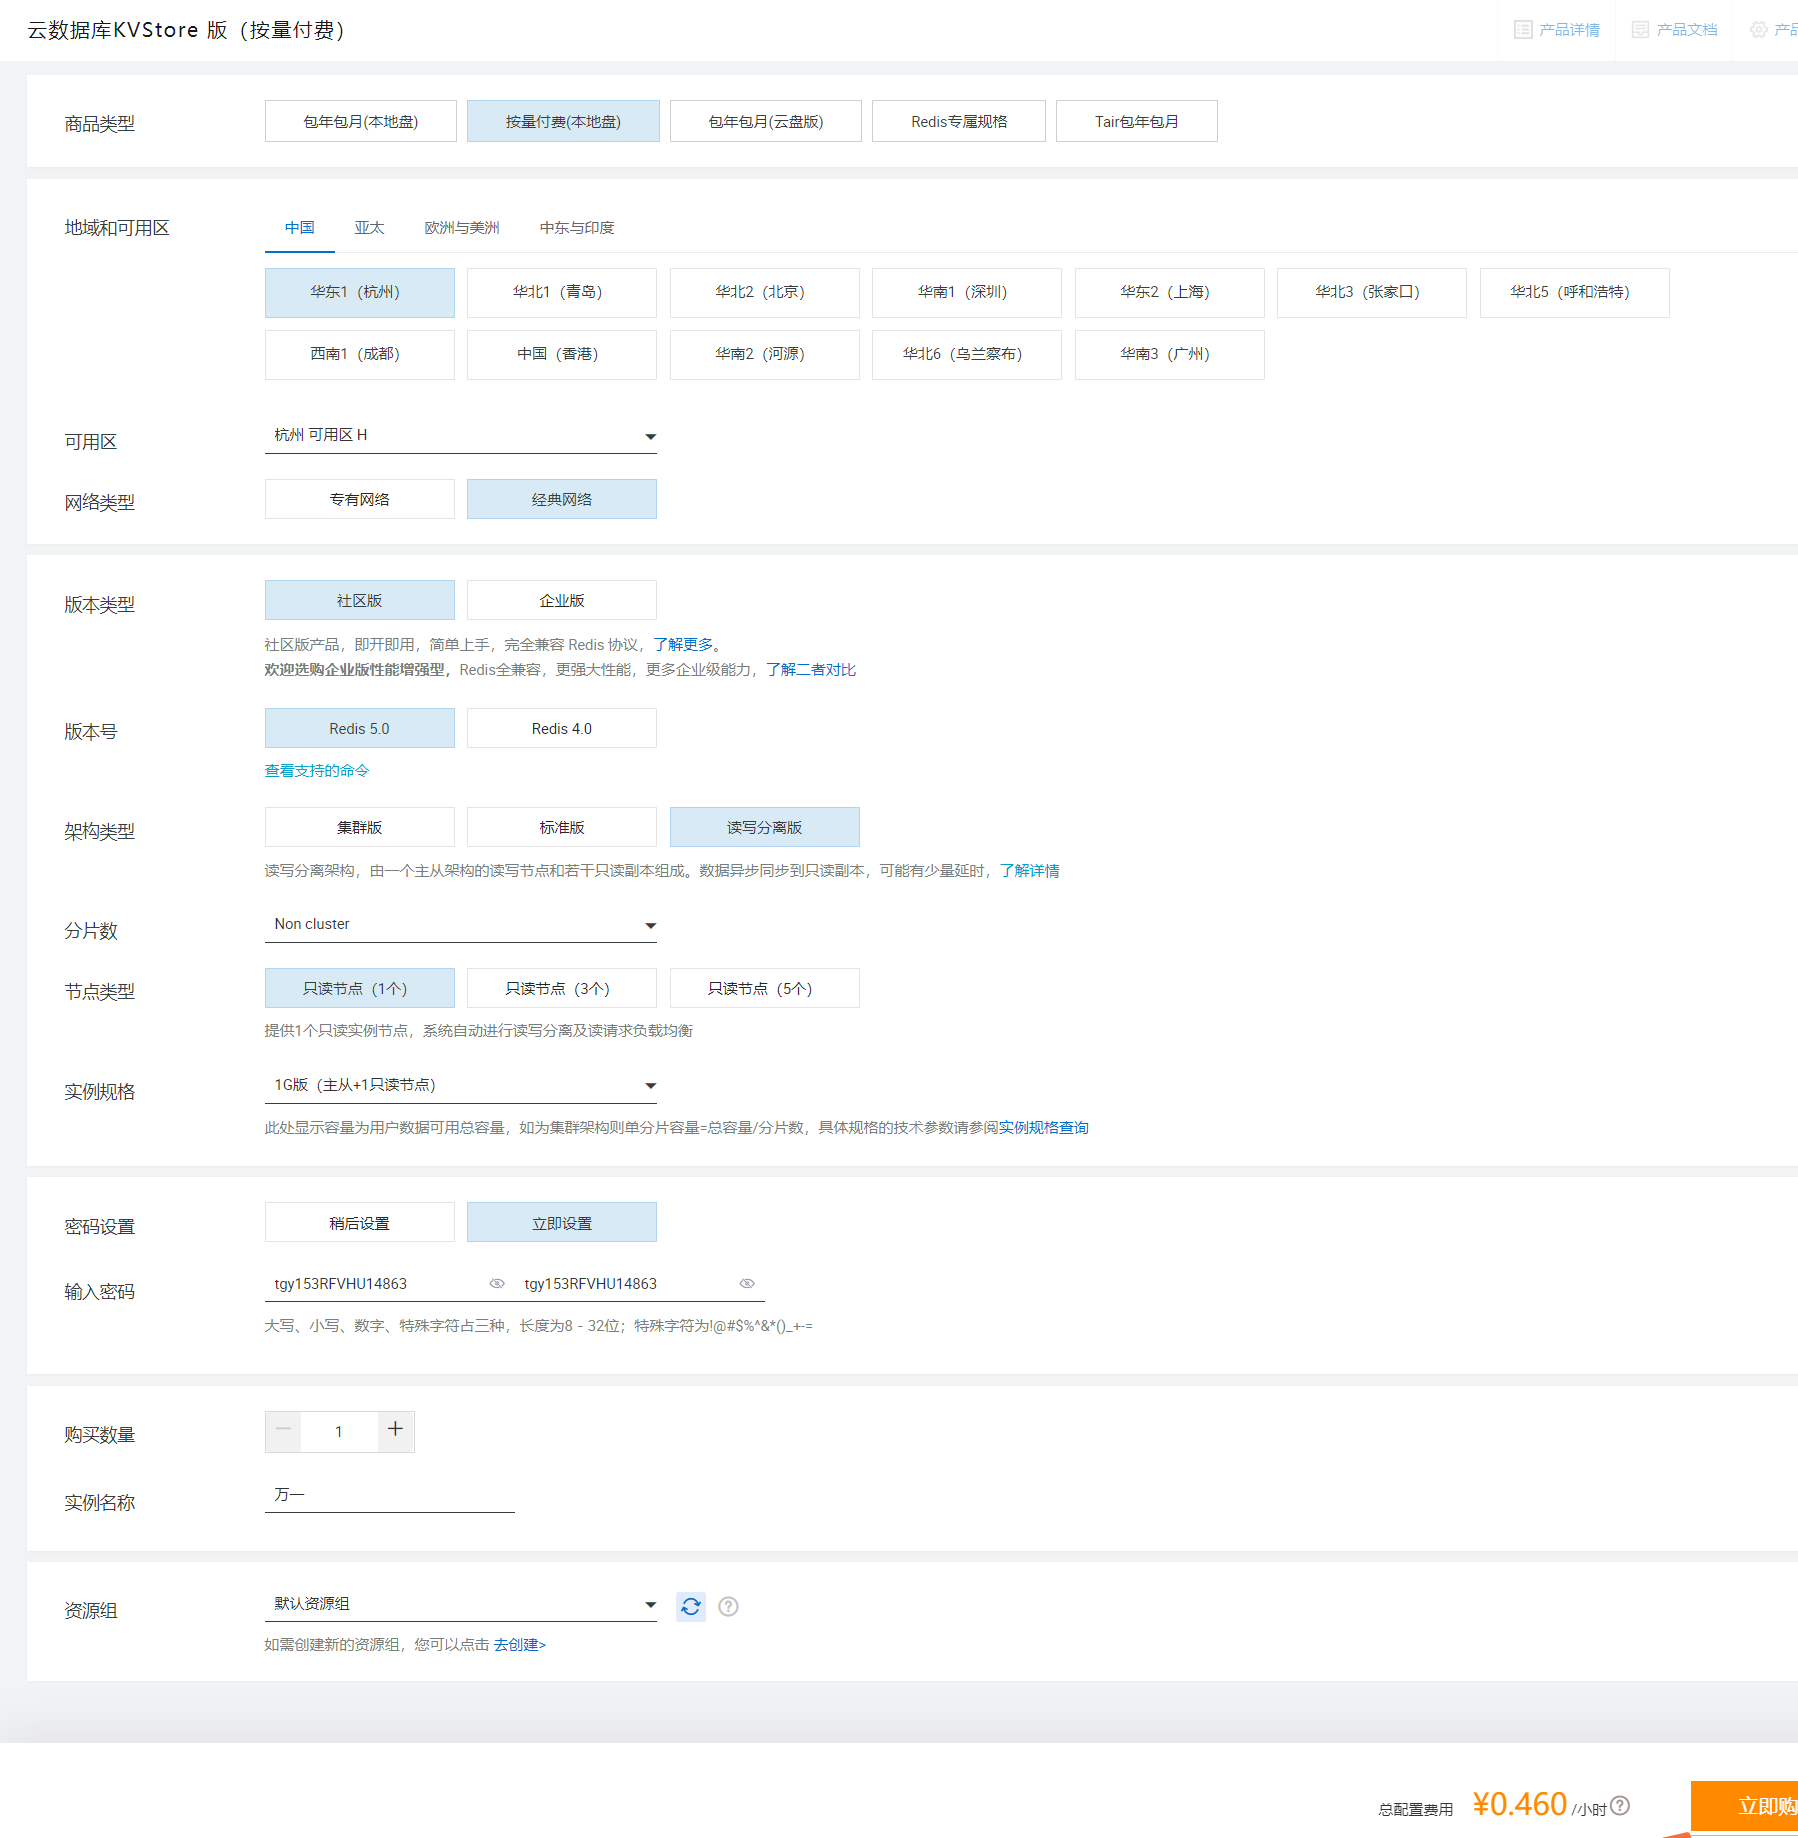 云数据库KVStore 版（按量付费）
产品详情
产品文档
产品
商品类型
包年包月(本地盘)
按量付费(本地盘)
包年包月(云盘版)
Redis专属规格
Tair包年包月
地域和可用区
中国
亚太
欧洲与美洲
中东与印度
华东1（杭州）
华北1（青岛）
华北2（北京）
华南1（深圳）
华东2（上海）
华北3（张家口）
华北5（呼和浩特）
西南1（成都）
中国（香港）
华南2（河源）
华北6（乌兰察布）
华南3（广州）
可用区
杭州 可用区 H
网络类型
专有网络
经典网络
版本类型
社区版
企业版
社区版产品，即开即用，简单上手，完全兼容 Redis 协议，了解更多。
欢迎选购企业版性能增强型，Redis全兼容，更强大性能，更多企业级能力，了解二者对比
版本号
Redis 5.0
Redis 4.0
查看支持的命令
架构类型
集群版
标准版
读写分离版
读写分离架构，由一个主从架构的读写节点和若干只读副本组成。数据异步同步到只读副本，可能有少量延时，了解详情
分片数
Non cluster
节点类型
只读节点（1个）
只读节点（3个）
只读节点（5个）
提供1个只读实例节点，系统自动进行读写分离及读请求负载均衡
实例规格
1G版（主从+1只读节点）
此处显示容量为用户数据可用总容量，如为集群架构则单分片容量=总容量/分片数，具体规格的技术参数请参阅实例规格查询
密码设置
稍后设置
立即设置
输入密码
tgy153RFVHU14863
tgy153RFVHU14863
大写、小写、数字、特殊字符占三种，长度为8－32位；特殊字符为!@#$%^&*()_+-=
购买数量
1
实例名称
万一
资源组
默认资源组
如需创建新的资源组，您可以点击 去创建>
总配置费用 ¥0.460 /小时
立即购